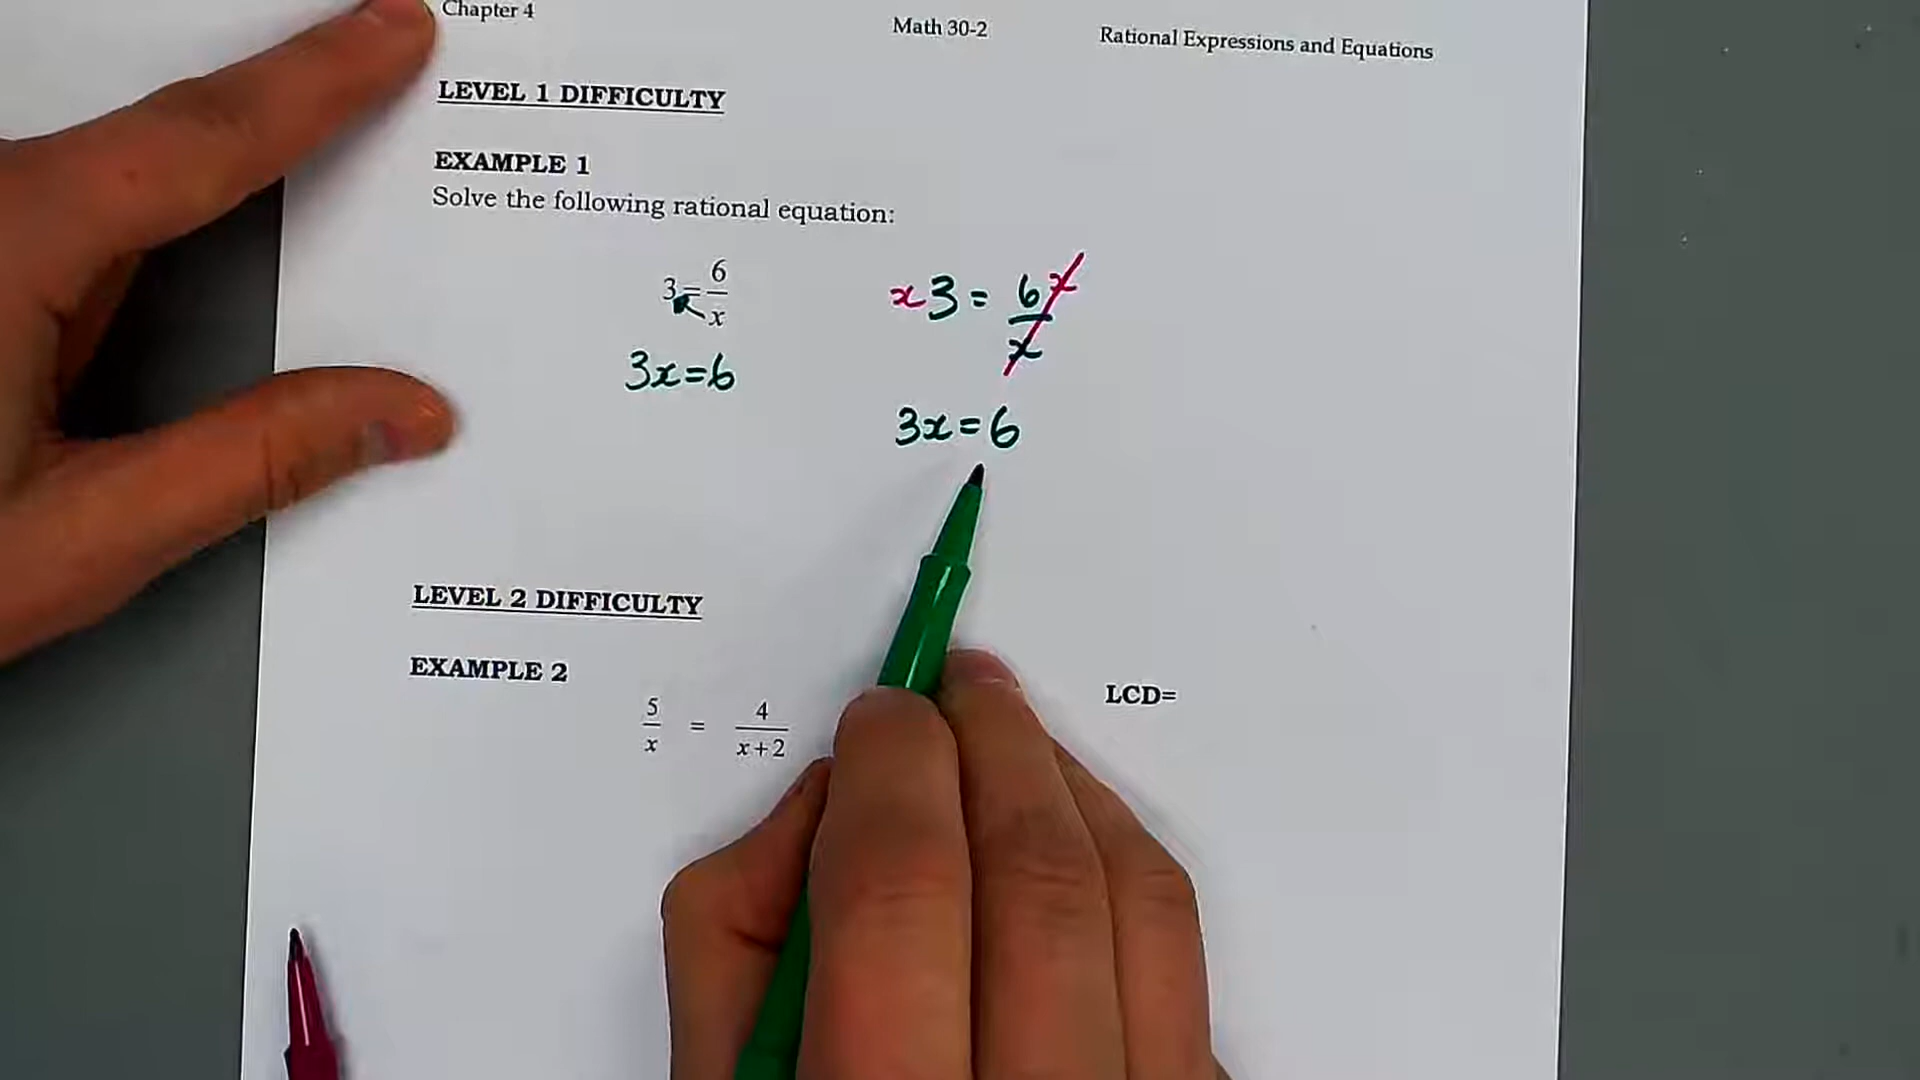 Chapter 4 Math 30-2 Rational Expressions and Equations
LEVEL 1 DIFFICULTY
EXAMPLE 1
Solve the following rational equation:
3 = 6/x
x3 = 6x/x
3x=6
3x=6
LEVEL 2 DIFFICULTY
EXAMPLE 2
5/x = 4/(x+2)
LCD=